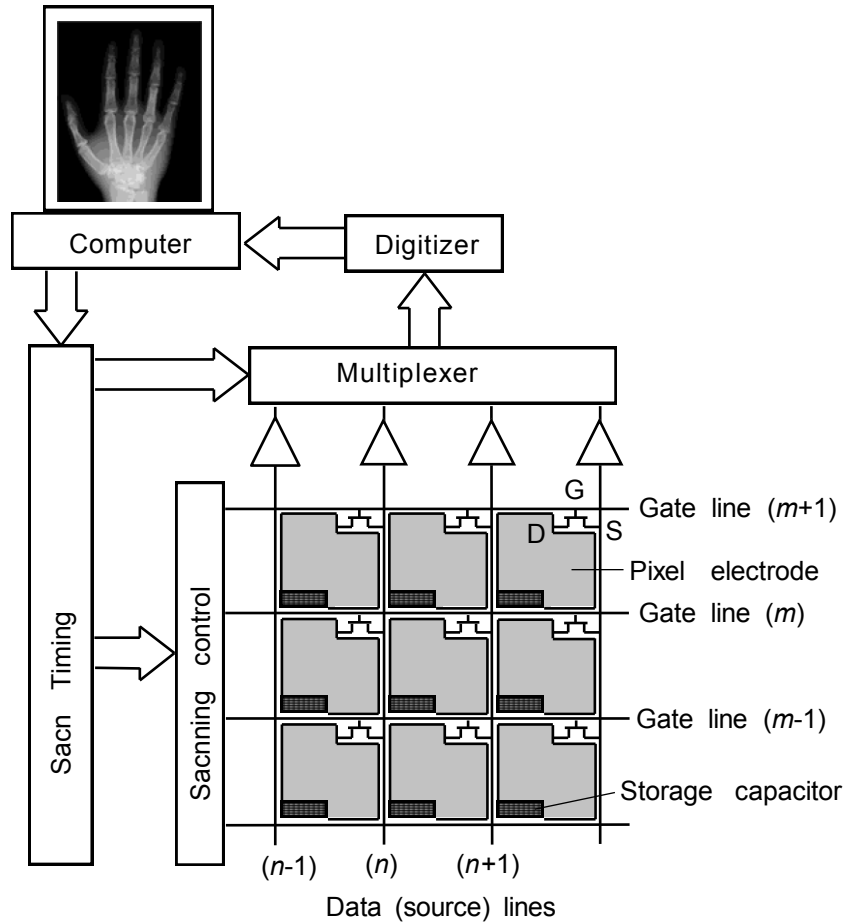 Computer
Digitizer
Multiplexer
Sacn Timing
Sacnning control
G
D
S
Gate line (m+1)
Pixel electrode
Gate line (m)
Gate line (m-1)
Storage capacitor
(n-1)
(n)
(n+1)
Data (source) lines